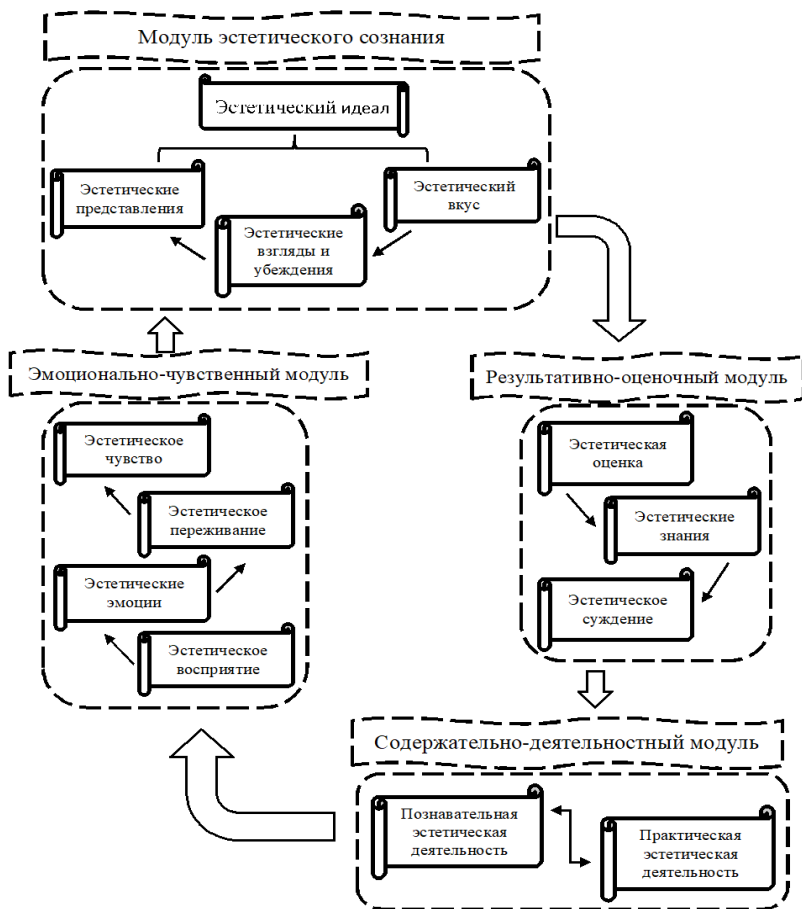 Модуль эстетического сознания
Эстетический идеал
Эстетические
представления
Эстетический
вкус
Эстетические
взгляды и
убеждения
Эмоционально-чувственный модуль
Эстетическое
чувство
Эстетическое
переживание
Эстетические
эмоции
Эстетическое
восприятие
Результативно-оценочный модуль
Эстетическая
оценка
Эстетические
знания
Эстетическое
суждение
Содержательно-деятельностный модуль
Познавательная
эстетическая
деятельность
Практическая
эстетическая
деятельность